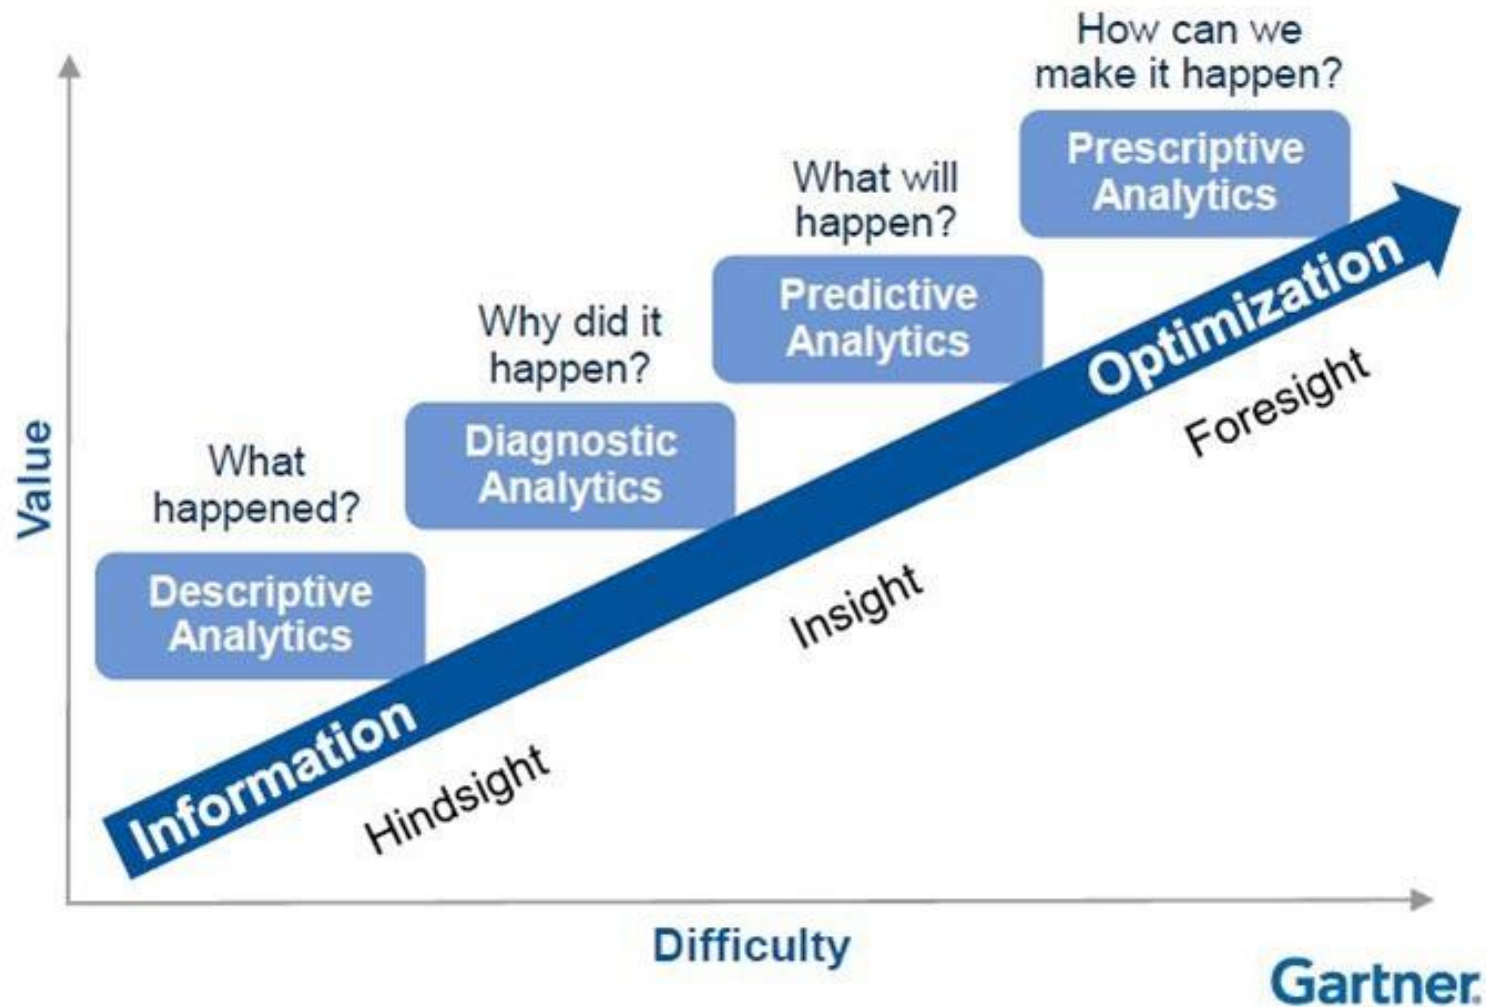 How can we
make it happen?
Prescriptive
Analytics
What will
happen?
Predictive
Analytics
Why did it
happen?
Diagnostic
Analytics
What
happened?
Descriptive
Analytics
Value
Information
Optimization
Hindsight
Insight
Foresight
Difficulty
Gartner.